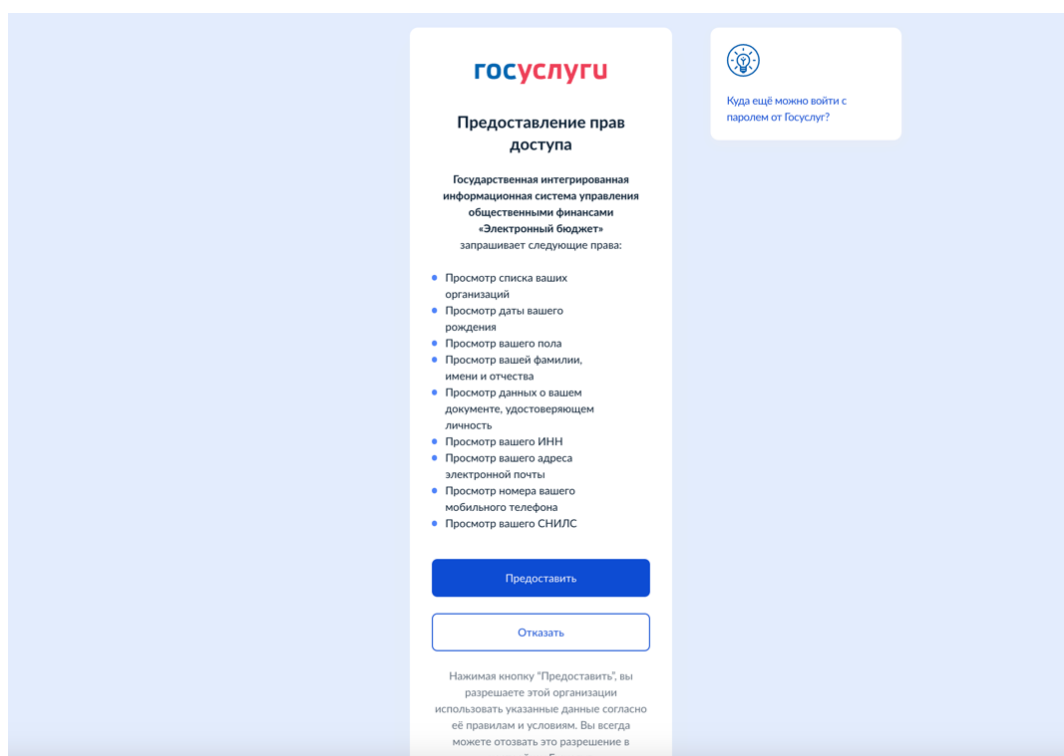 госуслуги
Предоставление прав
доступа
Государственная интегрированная
информационная система управления
общественными финансами
«Электронный бюджет»
запрашивает следующие права:
Просмотр списка ваших
организаций
Просмотр даты вашего
рождения
Просмотр вашего пола
Просмотр вашей фамилии,
имени и отчества
Просмотр данных о вашем
документе, удостоверяющем
личность
Просмотр вашего ИНН
Просмотр вашего адреса
электронной почты
Просмотр номера вашего
мобильного телефона
Просмотр вашего СНИЛС
Предоставить
Отказать
Нажимая кнопку "Предоставить", вы
разрешаете этой организации
использовать указанные данные согласно
её правилам и условиям. Вы всегда
можете отозвать это разрешение в
Куда ещё можно войти с
паролем от Госуслуг?